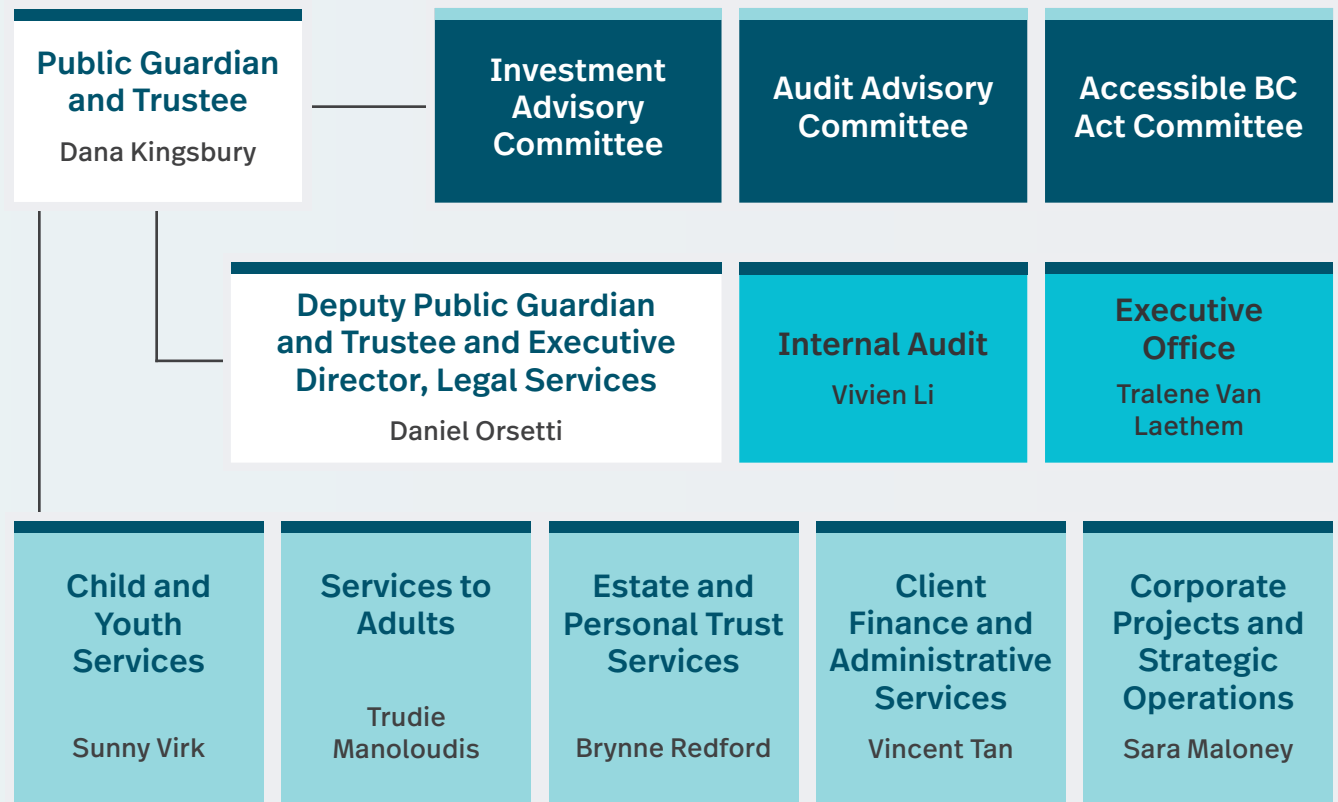 Public Guardian
and Trustee
Dana Kingsbury
Investment
Advisory
Committee
Audit Advisory
Committee
Accessible BC
Act Committee
Deputy Public Guardian
and Trustee and Executive
Director, Legal Services
Daniel Orsetti
Internal Audit
Vivien Li
Executive
Office
Tralene Van
Laethem
Child and
Youth
Services
Sunny Virk
Services to
Adults
Trudie
Manoloudis
Estate and
Personal Trust
Services
Brynne Redford
Client
Finance and
Administrative
Services
Vincent Tan
Corporate
Projects and
Strategic
Operations
Sara Maloney